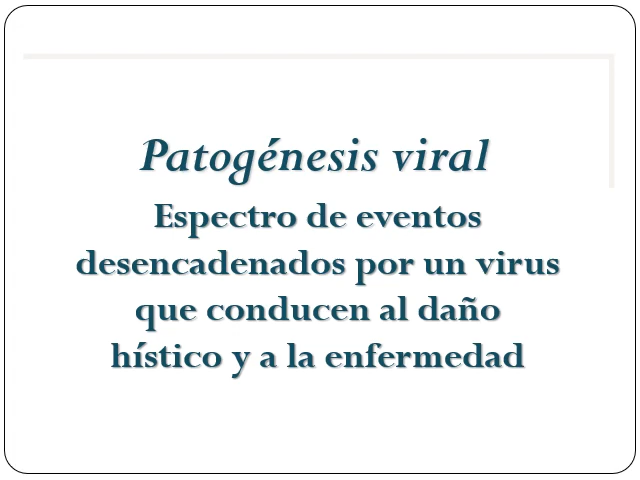 Patogénesis viral
Espectro de eventos
desencadenados por un virus
que conducen al daño
hístico y a la enfermedad